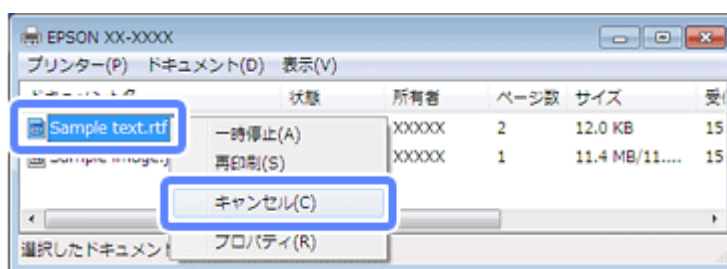 EPSON XX-XXXX
プリンター(P) ドキュメント(D) 表示(V)
状態 所有者 ページ数 サイズ
Sample text.rtf XXXXX 2 12.0 KB 15
一時停止(A)
XXXXX 1 11.4 MB/11.... 15
再印刷(S)
キャンセル(C)
プロパティ(R)
選択したドキュメント